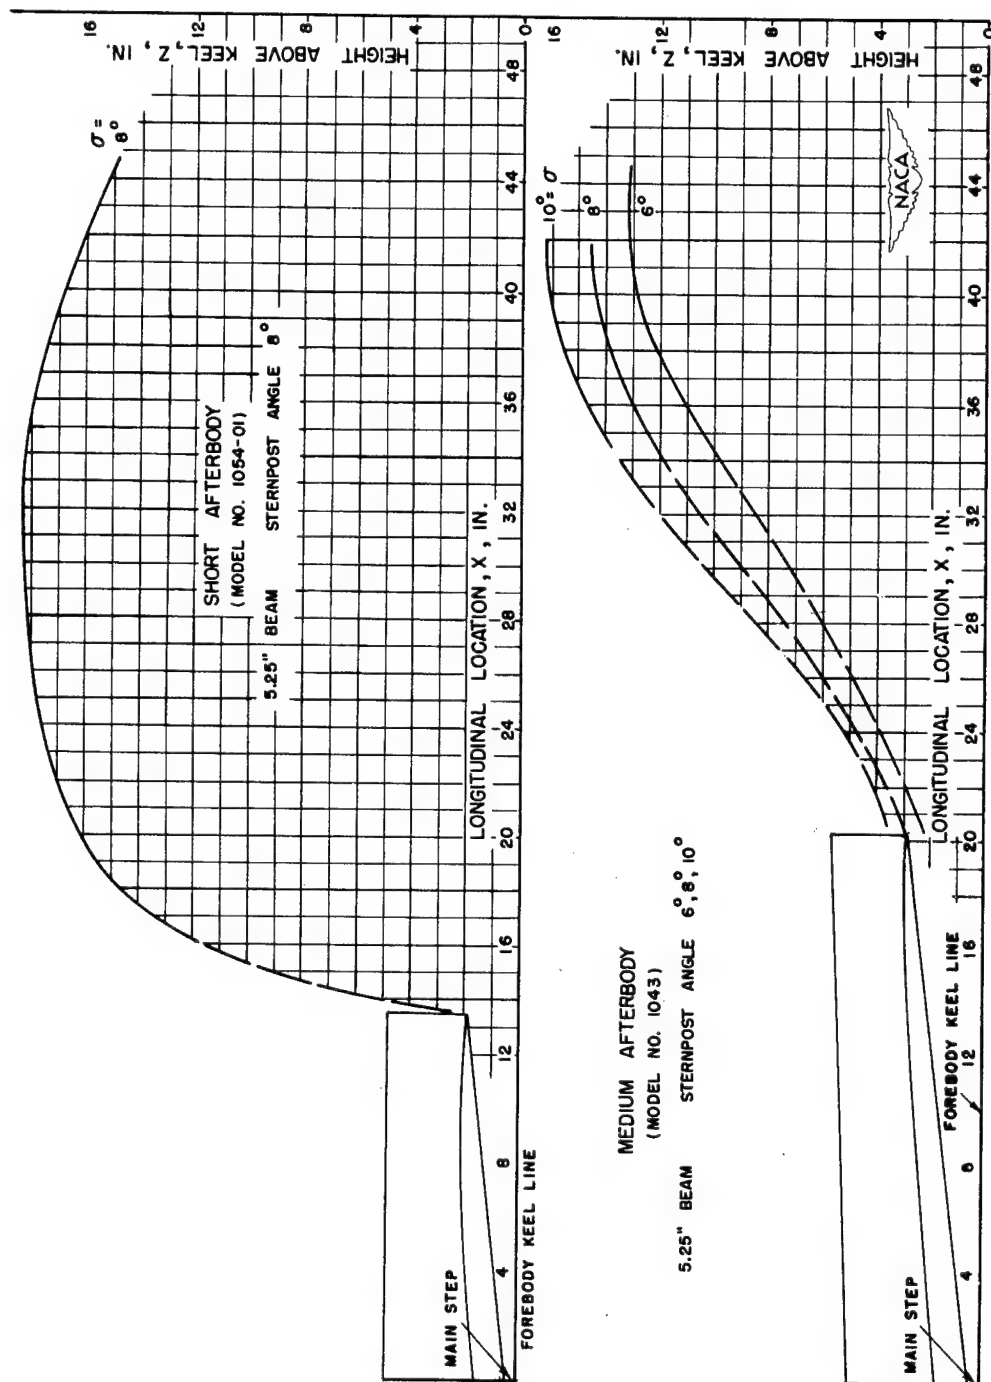 SHORT AFTERBODY
(MODEL NO. 1054-01)
5.25" BEAM STERNPOST ANGLE 8°
σ =
8°
MAIN STEP
FOREBODY KEEL LINE
4 8 12 16 20 24 28 32 36 40 44 48
LONGITUDINAL LOCATION, X, IN.
0 4 8 12 16
HEIGHT ABOVE KEEL, Z, IN.
MEDIUM AFTERBODY
(MODEL NO. 1043)
5.25" BEAM STERNPOST ANGLE 6°, 8°, 10°
10° = σ
8°
6°
MAIN STEP
FOREBODY KEEL LINE
4 8 12 16 20 24 28 32 36 40 44 48
LONGITUDINAL LOCATION, X, IN.
0 4 8 12 16
HEIGHT ABOVE KEEL, Z, IN.
NACA